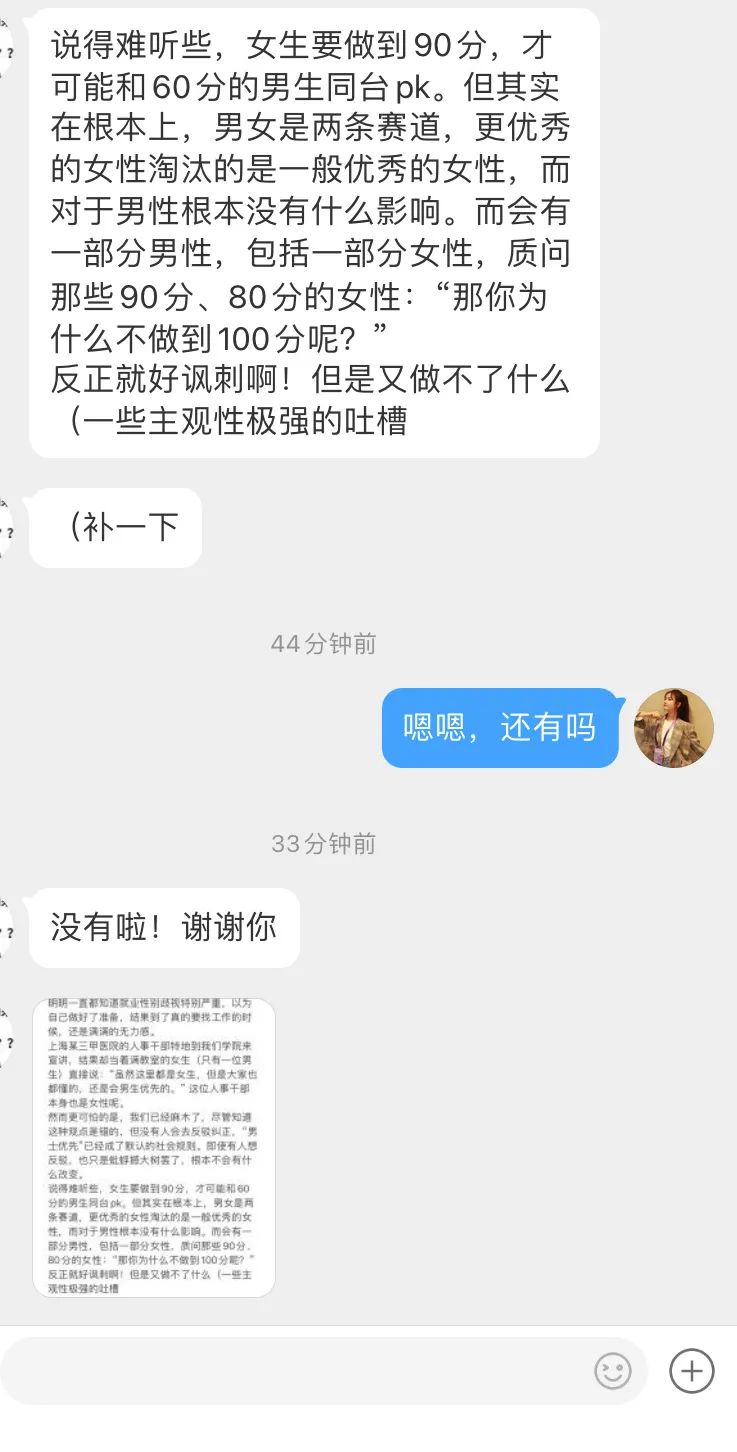 说得难听些，女生要做到90分，才
可能和60分的男生同台pk。但其实
在根本上，男女是两条赛道，更优秀
的女性淘汰的是一般优秀的女性，而
对于男性根本没有什么影响。而会有
一部分男性，包括一部分女性，质问
那些90分、80分的女性：“那你为
什么不做到100分呢？”
反正就好讽刺啊！但是又做不了什么
（一些主观性极强的吐槽
（补一下
44分钟前
嗯嗯，还有吗
33分钟前
没有啦！谢谢你
明明一直都知道就业性别歧视特别严重，以为
自己做好了准备，结果到了真的要找工作的时
候，还是满满的无力感。
上海某三甲医院的人事干部特地到我们学院来
宣讲，结果却当着满教室的女生（只有一位男
生）直接说：“虽然这里都是女生，但是大家也
都懂的，还是会男生优先的。”这位人事干部
本身也是女性呢。
然而更可怕的是，我们已经麻木了，尽管知道
这种观点是错的，但没有人会去反驳纠正，“男
士优先”已经成了默认的社会规则。即使有人想
反驳，也只是蚍蜉撼大树罢了，根本不会有什
么改变。
说得难听些，女生要做到90分，才可能和60
分的男生同台pk。但其实在根本上，男女是两
条赛道，更优秀的女性淘汰的是一般优秀的女
性，而对于男性根本没有什么影响。而会有一
部分男性，包括一部分女性，质问那些90分、
80分的女性：“那你为什么不做到100分呢？”
反正就好讽刺啊！但是又做不了什么（一些主
观性极强的吐槽